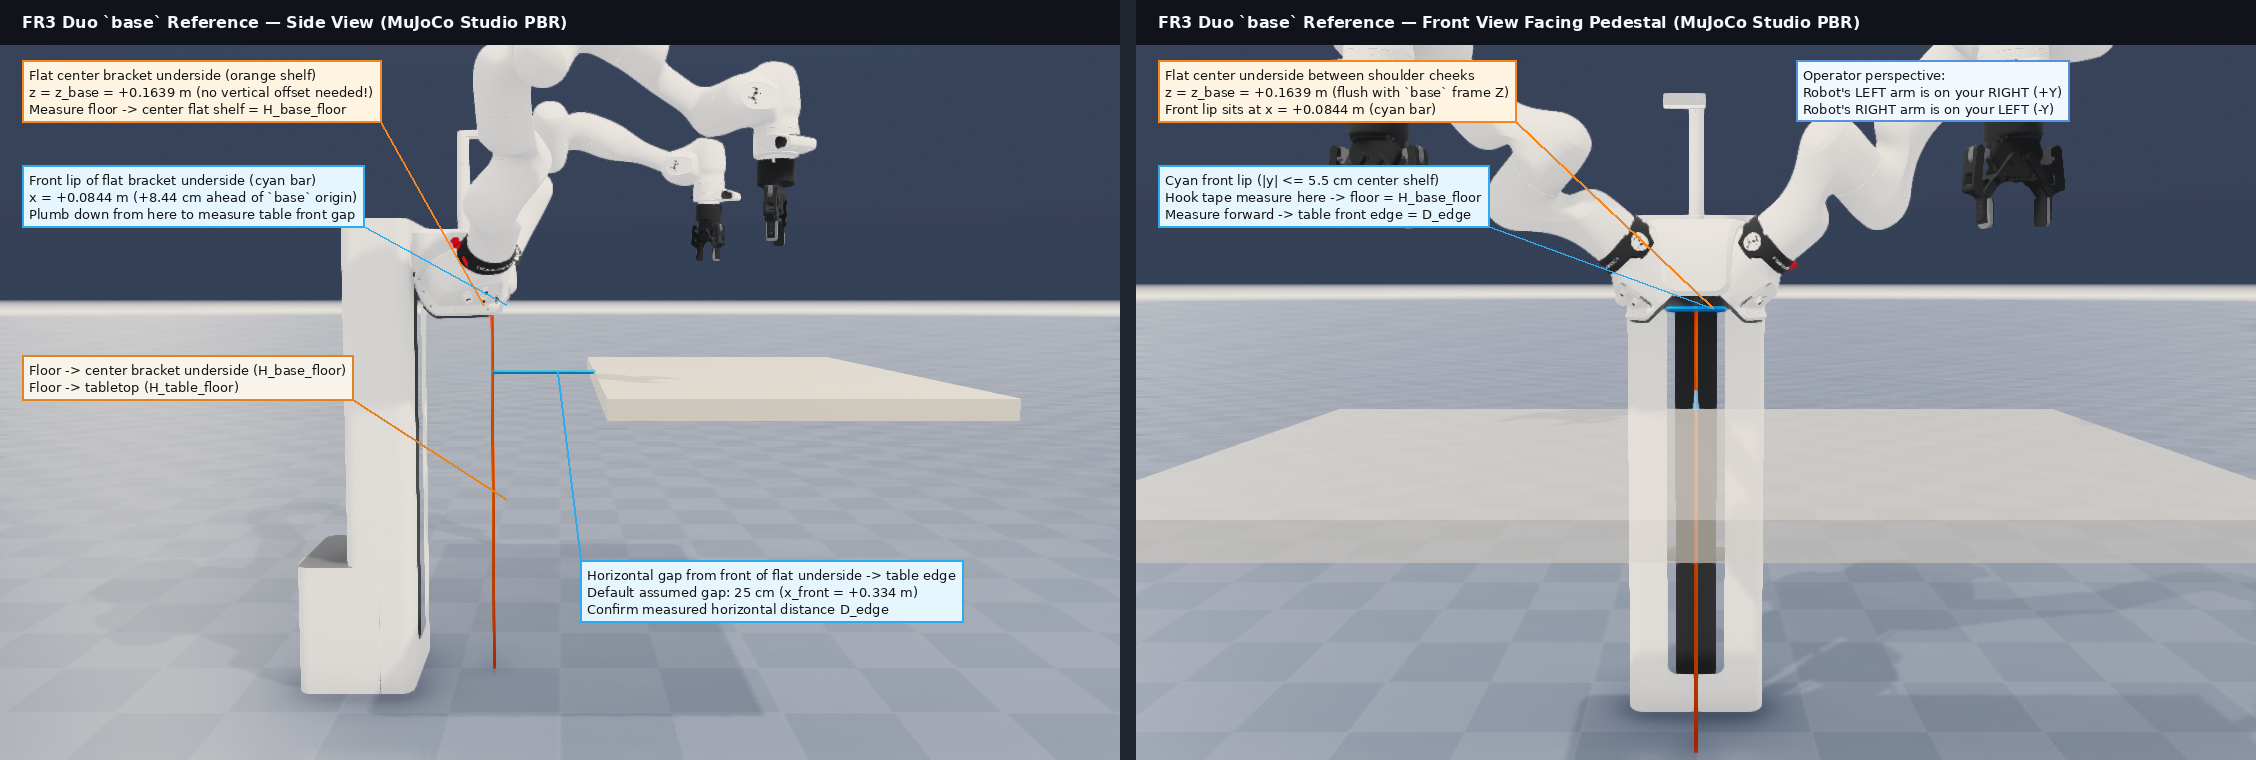 FR3 Duo `base` Reference — Side View (MuJoCo Studio PBR)
Flat center bracket underside (orange shelf)
z = z_base = +0.1639 m (no vertical offset needed!)
Measure floor -> center flat shelf = H_base_floor
Front lip of flat bracket underside (cyan bar)
x = +0.0844 m (+8.44 cm ahead of `base` origin)
Plumb down from here to measure table front gap
Floor -> center bracket underside (H_base_floor)
Floor -> tabletop (H_table_floor)
Horizontal gap from front of flat underside -> table edge
Default assumed gap: 25 cm (x_front = +0.334 m)
Confirm measured horizontal distance D_edge
FR3 Duo `base` Reference — Front View Facing Pedestal (MuJoCo Studio PBR)
Flat center underside between shoulder cheeks
z = z_base = +0.1639 m (flush with `base` frame Z)
Front lip sits at x = +0.0844 m (cyan bar)
Operator perspective:
Robot's LEFT arm is on your RIGHT (+Y)
Robot's RIGHT arm is on your LEFT (-Y)
Cyan front lip (|y| <= 5.5 cm center shelf)
Hook tape measure here -> floor = H_base_floor
Measure forward -> table front edge = D_edge